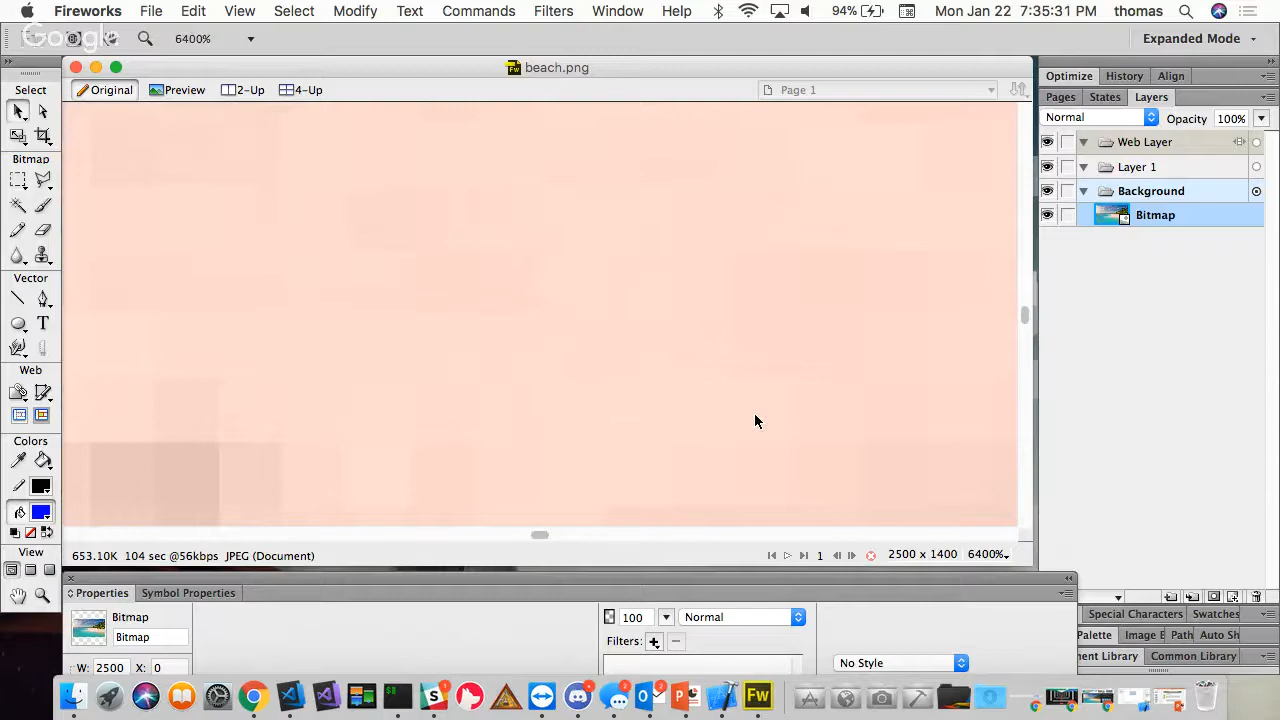 Fireworks File Edit View Select Modify Text Commands Filters Window Help 94% Mon Jan 22 7:35:31 PM thomas
Google
6400% Expanded Mode
beach.png
Original Preview 2-Up 4-Up Page 1
Select
Bitmap
Vector
T
Web
Colors
View
Optimize History Align
Pages States Layers
Normal Opacity 100%
Web Layer
Layer 1
Background
Bitmap
653.10K 104 sec @56kbps JPEG (Document) 1 2500 x 1400 6400%
Properties Symbol Properties
Bitmap 100 Normal
Bitmap Filters:
W: 2500 X: 0 No Style
Special Characters Swatches
Palette Image E Path Auto Sh
ment Library Common Library
Fw